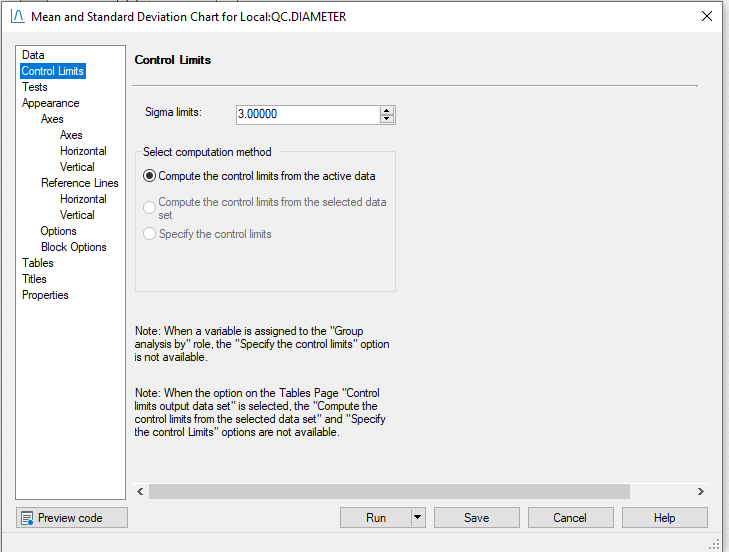 Mean and Standard Deviation Chart for Local:QC.DIAMETER
Data
Control Limits
Tests
Appearance
Axes
Axes
Horizontal
Vertical
Reference Lines
Horizontal
Vertical
Options
Block Options
Tables
Titles
Properties
Control Limits
Sigma limits:
3.00000
Select computation method
Compute the control limits from the active data
Compute the control limits from the selected data
set
Specify the control limits
Note: When a variable is assigned to the "Group
analysis by" role, the "Specify the control limits" option
is not available.
Note: When the option on the Tables Page "Control
limits output data set" is selected, the "Compute the
control limits from the selected data set" and "Specify
the control Limits" options are not available.
Preview code
Run
Save
Cancel
Help